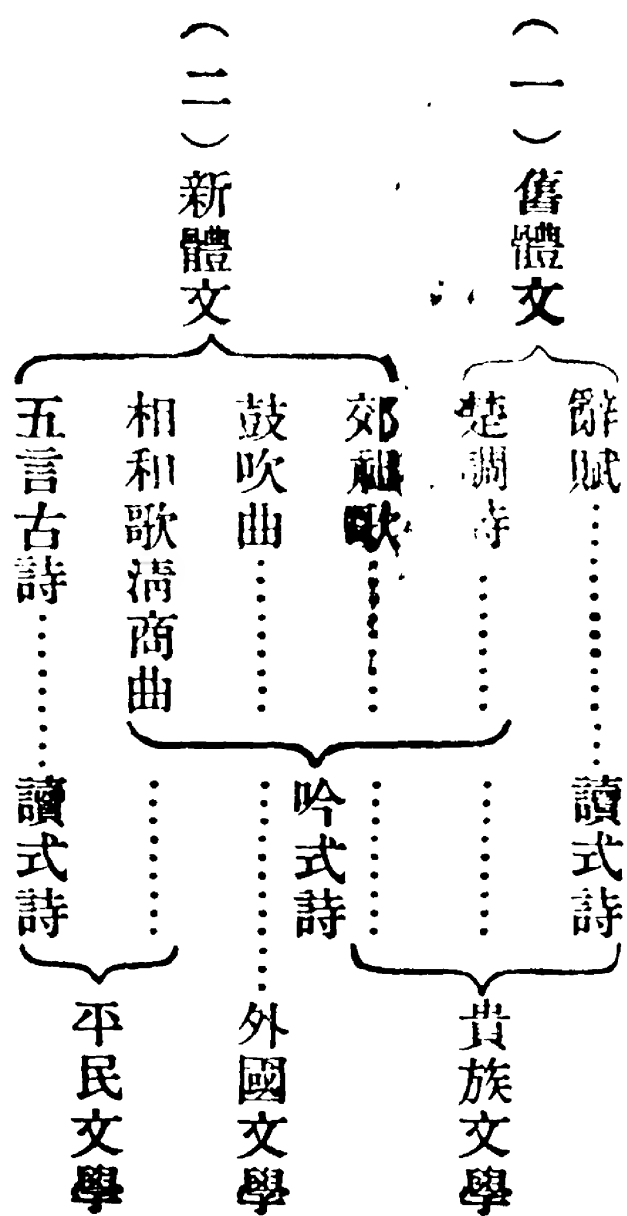 （一）舊體文
辭賦………讀式詩
楚調詩……
郊祀歌……
鼓吹曲……
相和歌清商曲
吟式詩
貴族文學
外國文學
（二）新體文
五言古詩……讀式詩
平民文學